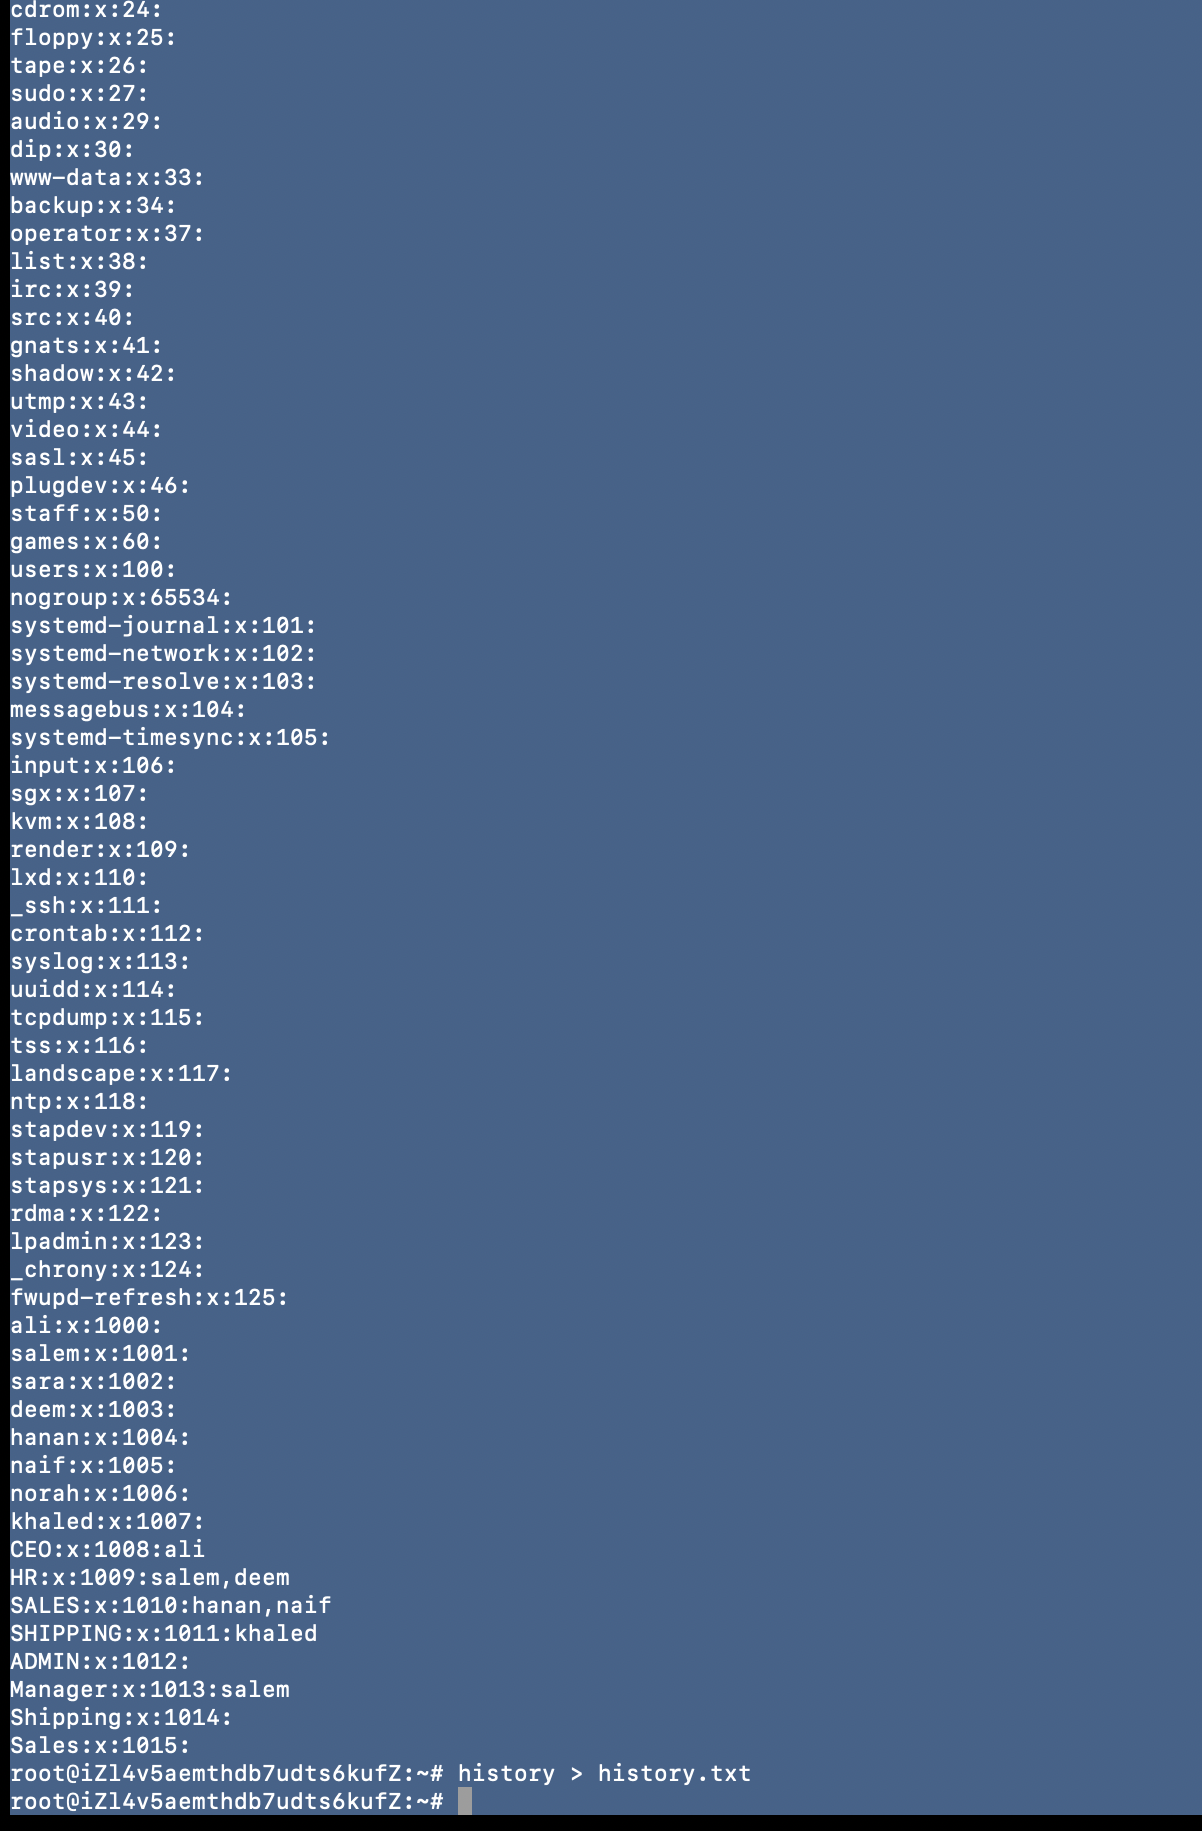 cdrom:x:24:
floppy:x:25:
tape:x:26:
sudo:x:27:
audio:x:29:
dip:x:30:
www-data:x:33:
backup:x:34:
operator:x:37:
list:x:38:
irc:x:39:
src:x:40:
gnats:x:41:
shadow:x:42:
utmp:x:43:
video:x:44:
sasl:x:45:
plugdev:x:46:
staff:x:50:
games:x:60:
users:x:100:
nogroup:x:65534:
systemd-journal:x:101:
systemd-network:x:102:
systemd-resolve:x:103:
messagebus:x:104:
systemd-timesync:x:105:
input:x:106:
sgx:x:107:
kvm:x:108:
render:x:109:
lxd:x:110:
_ssh:x:111:
crontab:x:112:
syslog:x:113:
uuidd:x:114:
tcpdump:x:115:
tss:x:116:
landscape:x:117:
ntp:x:118:
stapdev:x:119:
stapusr:x:120:
stapsys:x:121:
rdma:x:122:
lpadmin:x:123:
_chrony:x:124:
fwupd-refresh:x:125:
ali:x:1000:
salem:x:1001:
sara:x:1002:
deem:x:1003:
hanan:x:1004:
naif:x:1005:
norah:x:1006:
khaled:x:1007:
CEO:x:1008:ali
HR:x:1009:salem,deem
SALES:x:1010:hanan,naif
SHIPPING:x:1011:khaled
ADMIN:x:1012:
Manager:x:1013:salem
Shipping:x:1014:
Sales:x:1015:
root@iZl4v5aemthdb7udts6kufZ:~# history > history.txt
root@iZl4v5aemthdb7udts6kufZ:~#